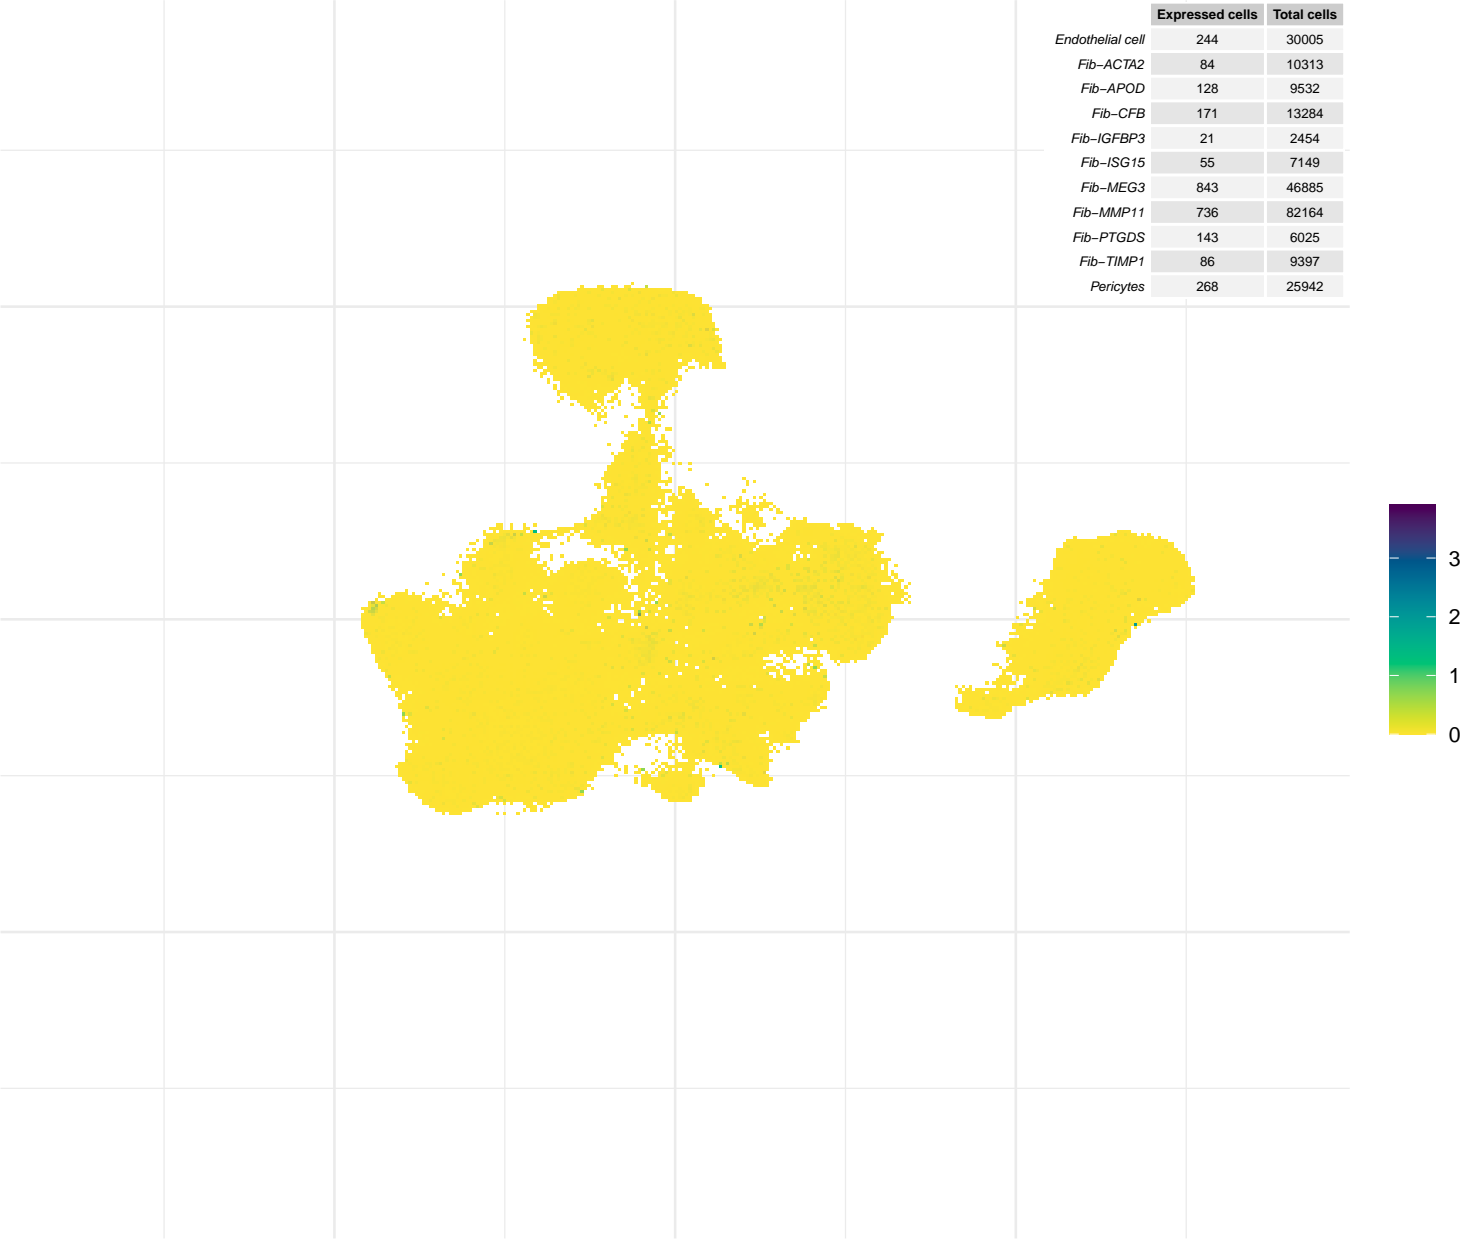 Expressed cells Total cells
Endothelial cell 244 30005
Fib−ACTA2 84 10313
Fib−APOD 128 9532
Fib−CFB 171 13284
Fib−IGFBP3 21 2454
Fib−ISG15 55 7149
Fib−MEG3 843 46885
Fib−MMP11 736 82164
Fib−PTGDS 143 6025
Fib−TIMP1 86 9397
Pericytes 268 25942
3
2
1
0